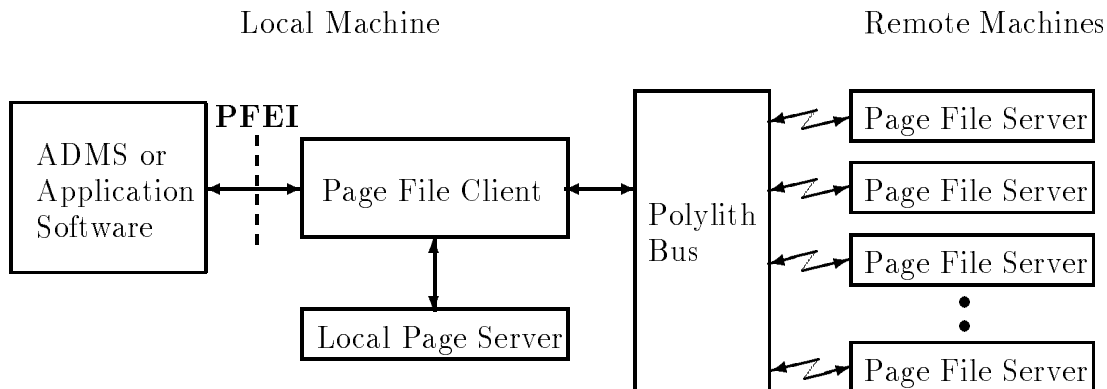 Local Machine
Remote Machines
PFEI
ADMS or
Application
Software
Page File Client
Local Page Server
Polylith
Bus
Page File Server
Page File Server
Page File Server
Page File Server